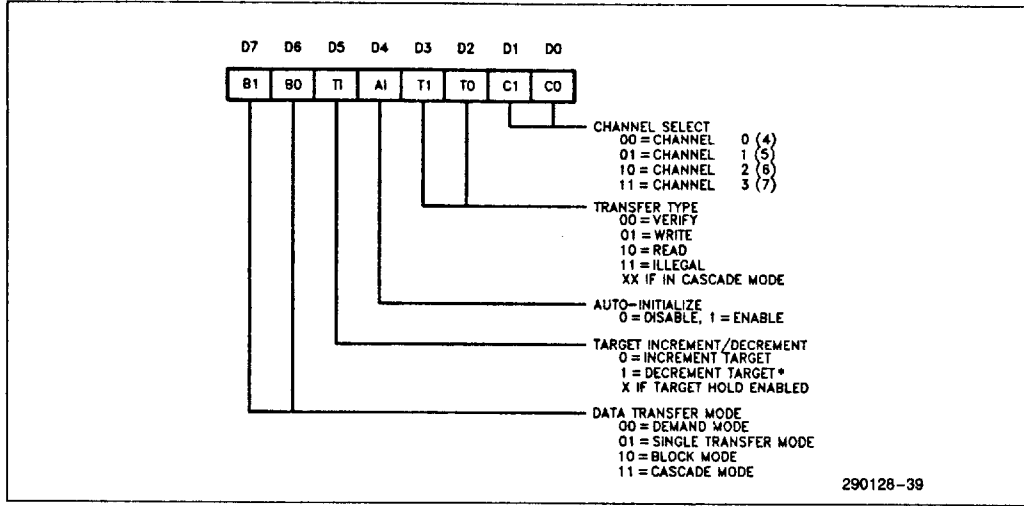 D7 D6 D5 D4 D3 D2 D1 D0
B1 B0 TI AI T1 T0 C1 C0
CHANNEL SELECT
00 = CHANNEL 0 (4)
01 = CHANNEL 1 (5)
10 = CHANNEL 2 (6)
11 = CHANNEL 3 (7)
TRANSFER TYPE
00 = VERIFY
01 = WRITE
10 = READ
11 = ILLEGAL
XX IF IN CASCADE MODE
AUTO-INITIALIZE
0 = DISABLE, 1 = ENABLE
TARGET INCREMENT/DECREMENT
0 = INCREMENT TARGET
1 = DECREMENT TARGET*
X IF TARGET HOLD ENABLED
DATA TRANSFER MODE
00 = DEMAND MODE
01 = SINGLE TRANSFER MODE
10 = BLOCK MODE
11 = CASCADE MODE
290128-39